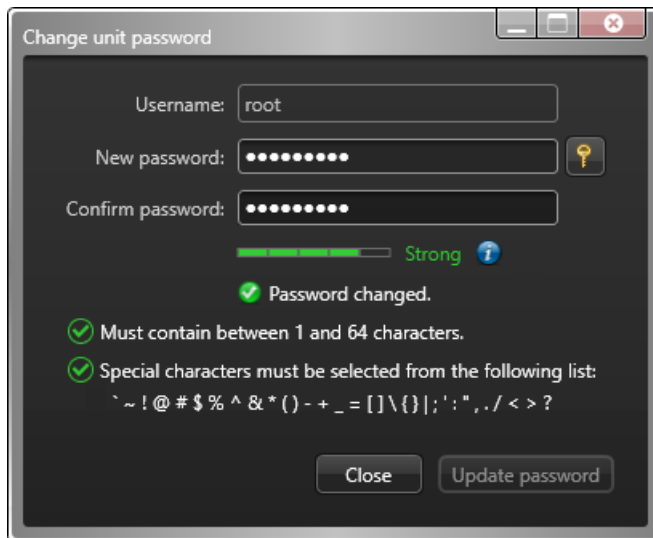 Change unit password
Username: root
New password: ●●●●●●●●●
Confirm password: ●●●●●●●●●
Strong
Password changed.
Must contain between 1 and 64 characters.
Special characters must be selected from the following list:
` ~ ! @ # $ % ^ & * ( ) - + _ = [ ] \ { } | ; ' : " , . / < > ?
Close Update password